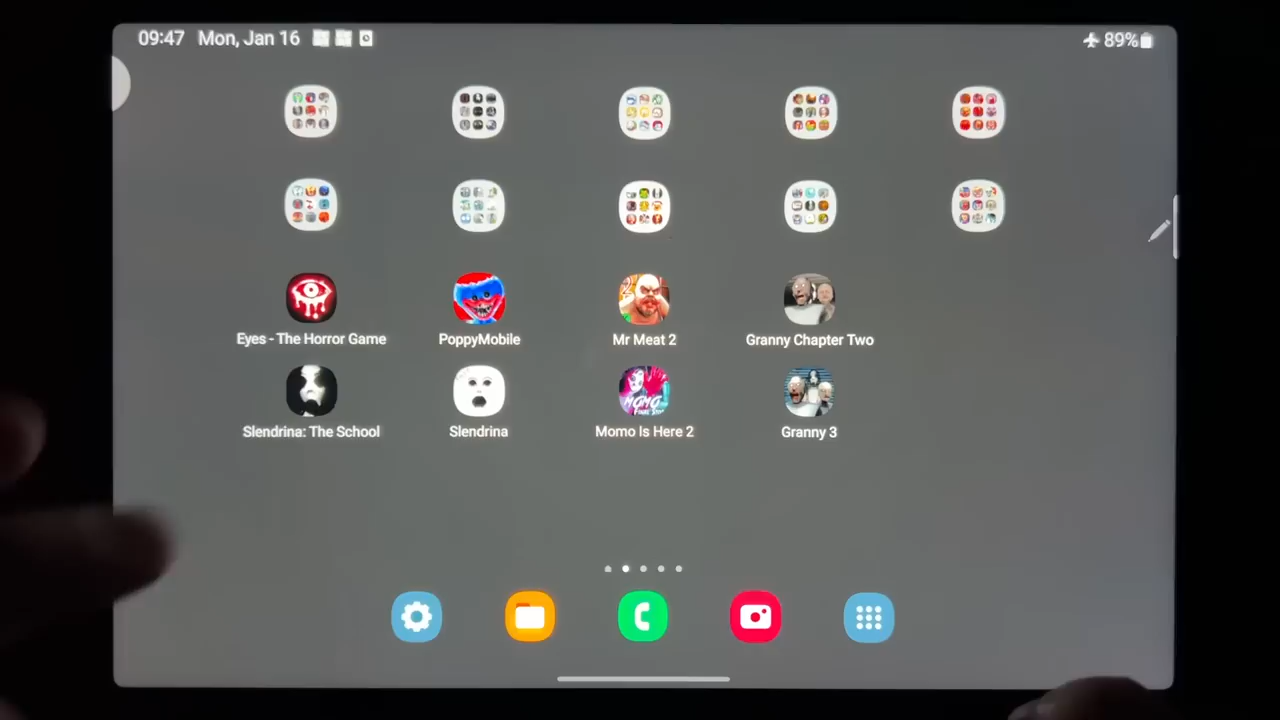 09:47 Mon, Jan 16
89%
Eyes - The Horror Game
PoppyMobile
Mr Meat 2
Granny Chapter Two
Slendrina: The School
Slendrina
Momo Is Here 2
Granny 3